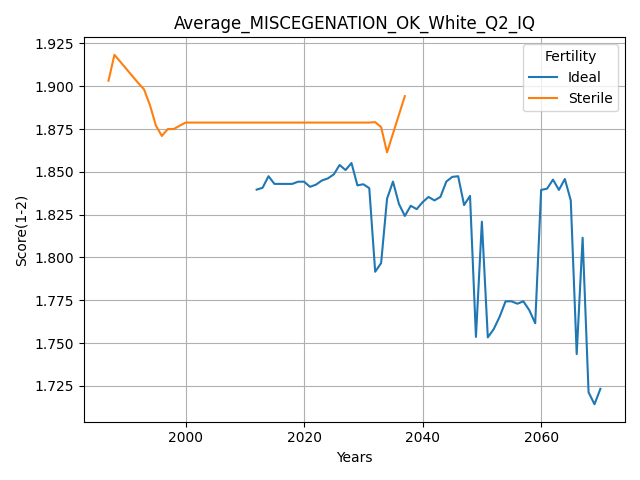 Average_MISCEGENATION_OK_White_Q2_IQ
Fertility
Ideal
Sterile
Score(1-2)
1.925
1.900
1.875
1.850
1.825
1.800
1.775
1.750
1.725
2000
2020
2040
2060
Years